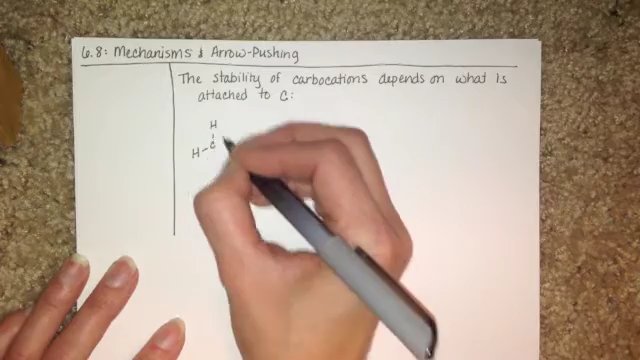 6.8: Mechanisms & Arrow-Pushing
The stability of carbocations depends on what is
attached to C:
H
H - C